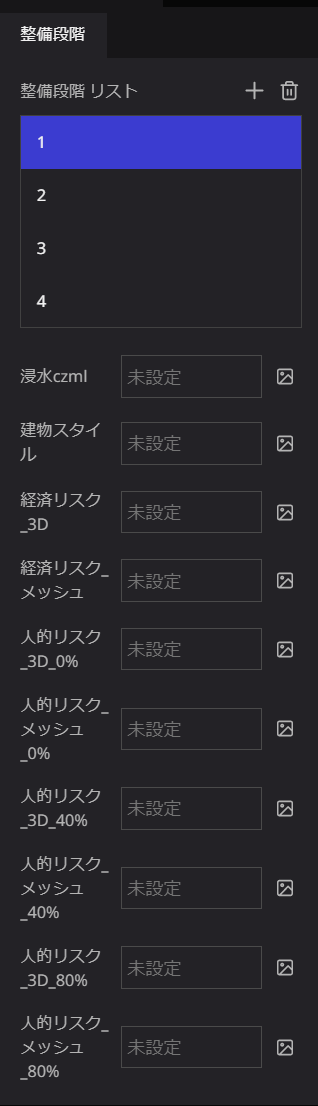 整備段階
整備段階 リスト
1
2
3
4
浸水czml
未設定
建物スタイ
ル
未設定
経済リスク
_3D
未設定
経済リスク_
メッシュ
未設定
人的リスク
_3D_0%
未設定
人的リスク_
メッシュ
_0%
未設定
人的リスク
_3D_40%
未設定
人的リスク_
メッシュ
_40%
未設定
人的リスク
_3D_80%
未設定
人的リスク_
メッシュ
_80%
未設定